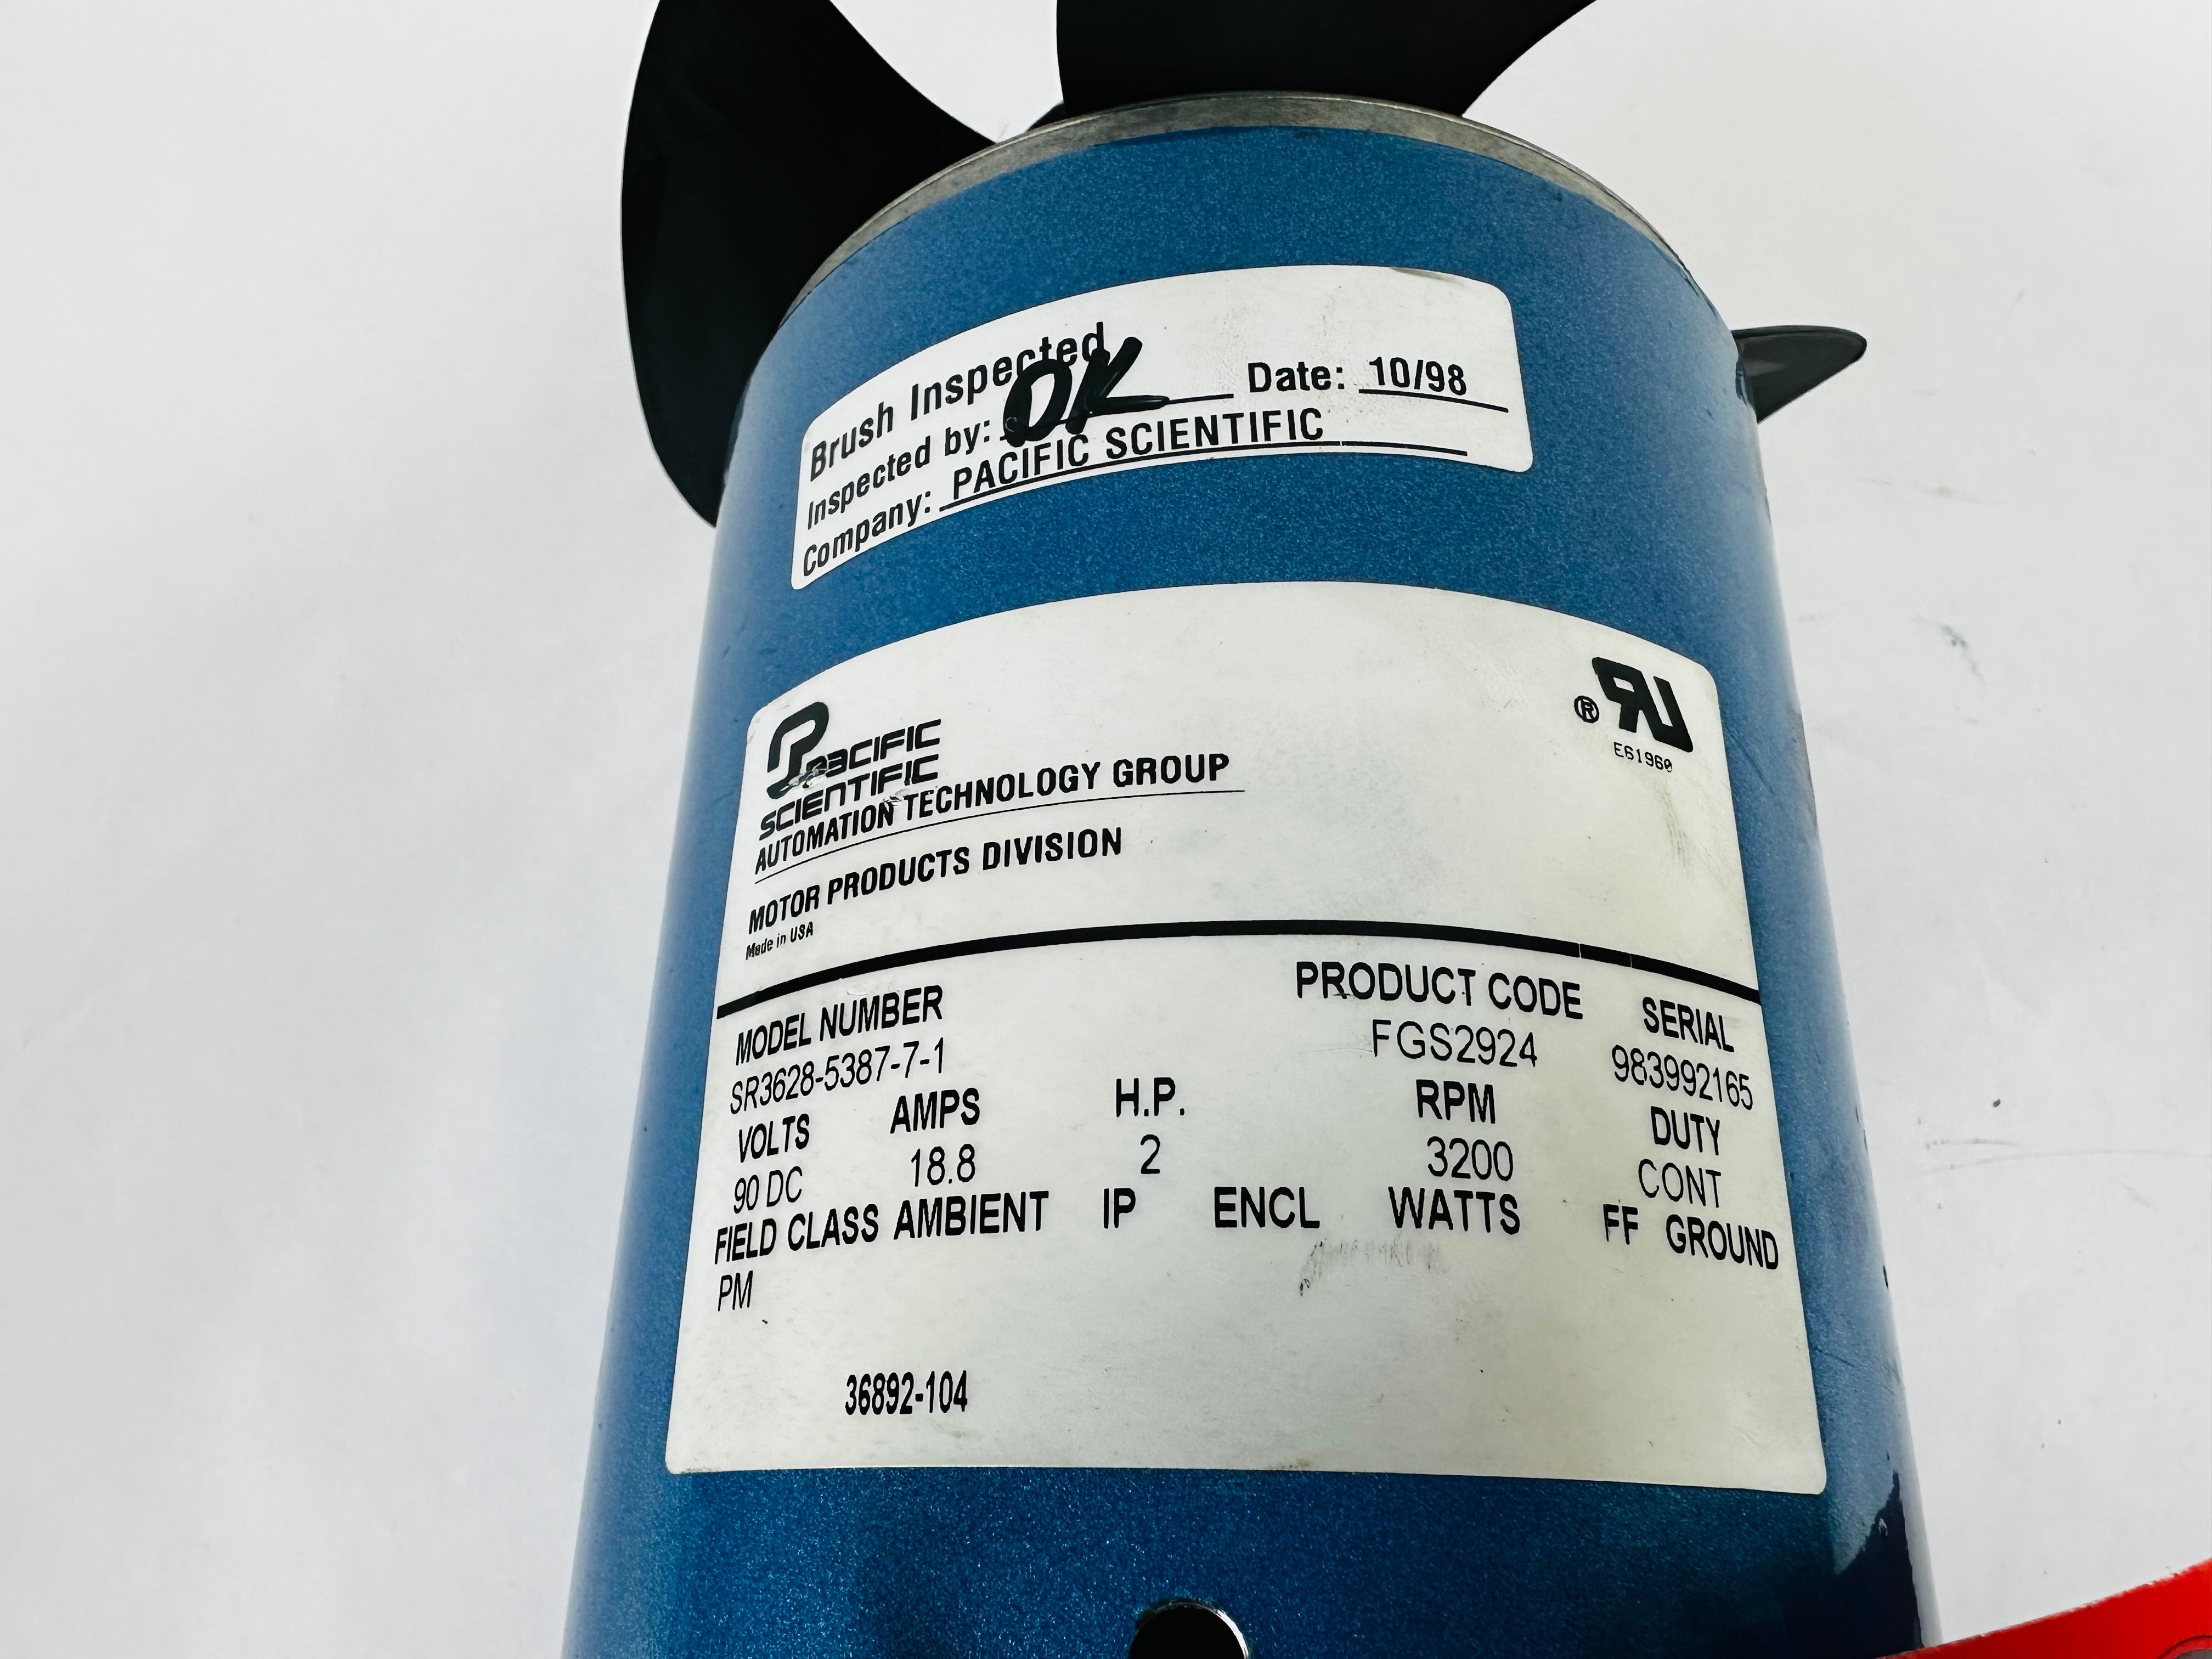 Brush Inspected
Inspected by: OK Date: 10/98
Company: PACIFIC SCIENTIFIC
PACIFIC
SCIENTIFIC
AUTOMATION TECHNOLOGY GROUP
MOTOR PRODUCTS DIVISION
Made in USA
® RU
E61960
MODEL NUMBER PRODUCT CODE SERIAL
SR3628-5387-7-1 FGS2924 983992165
VOLTS AMPS H.P. RPM DUTY
90 DC 18.8 2 3200 CONT
FIELD CLASS AMBIENT IP ENCL WATTS FF GROUND
PM
36892-104